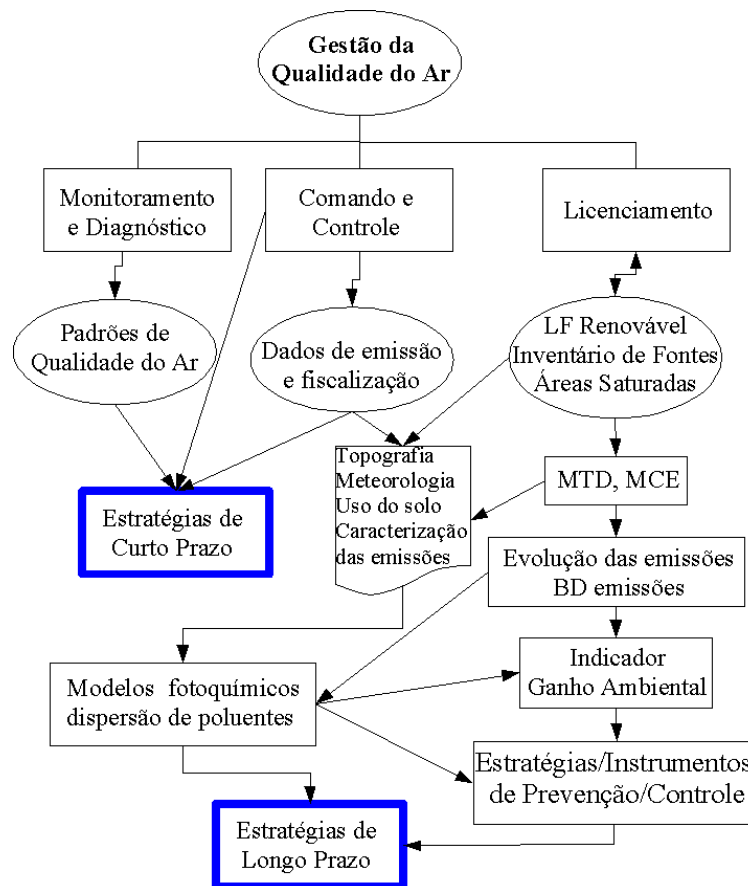 Gestão da
Qualidade do Ar
Monitoramento
e Diagnóstico
Comando e
Controle
Licenciamento
Padrões de
Qualidade do Ar
Dados de emissão
e fiscalização
LF Renovável
Inventário de Fontes
Áreas Saturadas
Topografia
Meteorologia
Uso do solo
Caracterização
das emissões
MTD, MCE
Estratégias de
Curto Prazo
Evolução das emissões
BD emissões
Modelos fotoquímicos
dispersão de poluentes
Indicador
Ganho Ambiental
Estratégias/Instrumentos
de Prevenção/Controle
Estratégias de
Longo Prazo